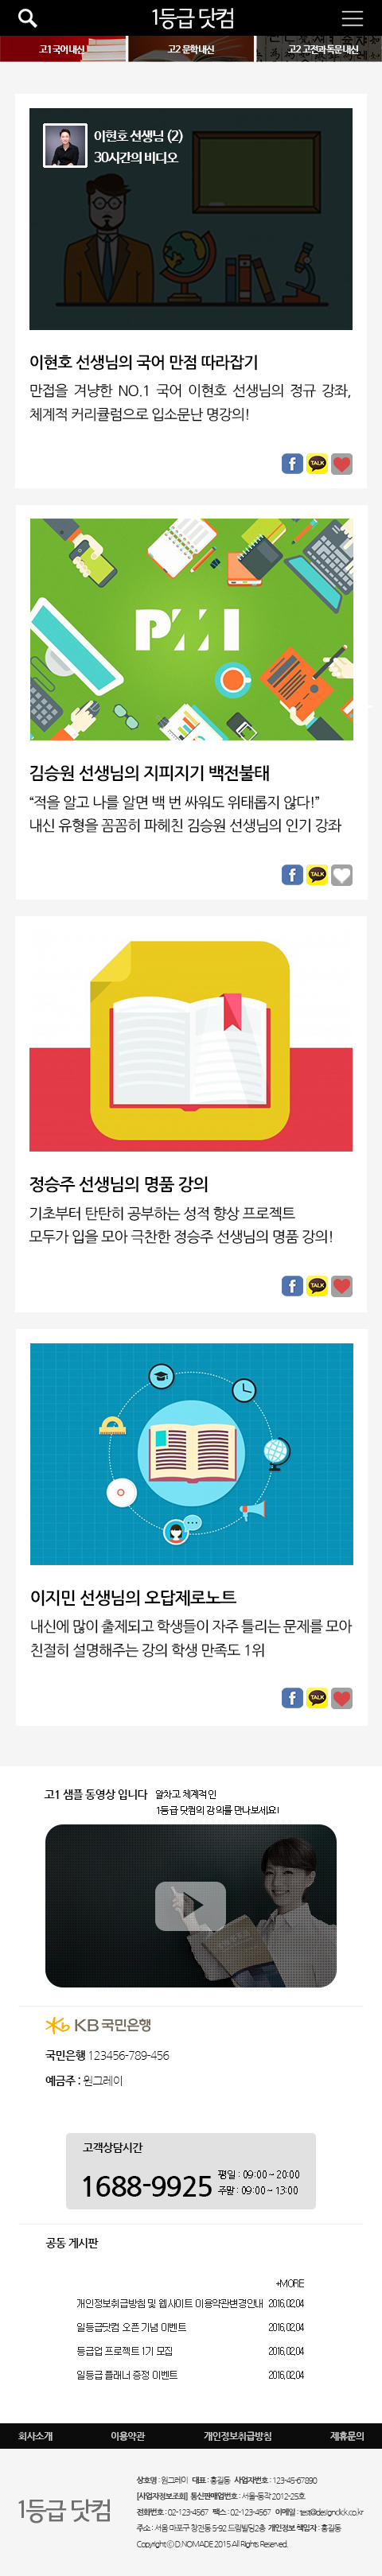 1등급 닷컴
고1 국어 내신
고2 문학 내신
고2 고전과 독문 내신
이현호 선생님 (2)
30시간의 비디오
이현호 선생님의 국어 만점 따라잡기
만접을 겨냥한 NO.1 국어 이현호 선생님의 정규 강좌,
체계적 커리큘럼으로 입소문난 명강의!
f TALK
PMI
김승원 선생님의 지피지기 백전불태
“적을 알고 나를 알면 백 번 싸워도 위태롭지 않다!”
내신 유형을 꼼꼼히 파헤친 김승원 선생님의 인기 강좌
f TALK
정승주 선생님의 명품 강의
기초부터 탄탄히 공부하는 성적 향상 프로젝트
모두가 입을 모아 극찬한 정승주 선생님의 명품 강의!
f TALK
이지민 선생님의 오답제로노트
내신에 많이 출제되고 학생들이 자주 틀리는 문제를 모아
친절히 설명해주는 강의 학생 만족도 1위
f TALK
고1 샘플 동영상 입니다 알차고 체계적인
1등급 닷컴의 강의를 만나보세요!
KB국민은행
국민은행 123456-789-456
예금주 : 윈그레이
고객상담시간
1688-9925 평일 : 09:00 ~ 20:00
주말 : 09:00 ~ 13:00
공동 게시판
+MORE
개인정보취급방침 및 웹사이트 이용약관변경안내 2016.02.04
일등급닷컴 오픈 기념 이벤트 2016.02.04
등급업 프로젝트 1기 모집 2016.02.04
일등급 플래너 증정 이벤트 2016.02.04
회사소개 이용약관 개인정보취급방침 제휴문의
1등급 닷컴
상호명 : 윈그레이 대표 : 홍길동 사업자번호 : 123-45-67890
[사업자정보조회] 통신판매업번호 : 서울-동작 2012-25호
전화번호 : 02-123-4567 팩스 : 02-123-4567 이메일 : test@designclick.co.kr
주소 : 서울 마포구 창전동 5-92 드림빌딩2층 개인정보 책임자 : 홍길동
Copyright ⓒ D.NOMADE 2015 All Rights Reserved.